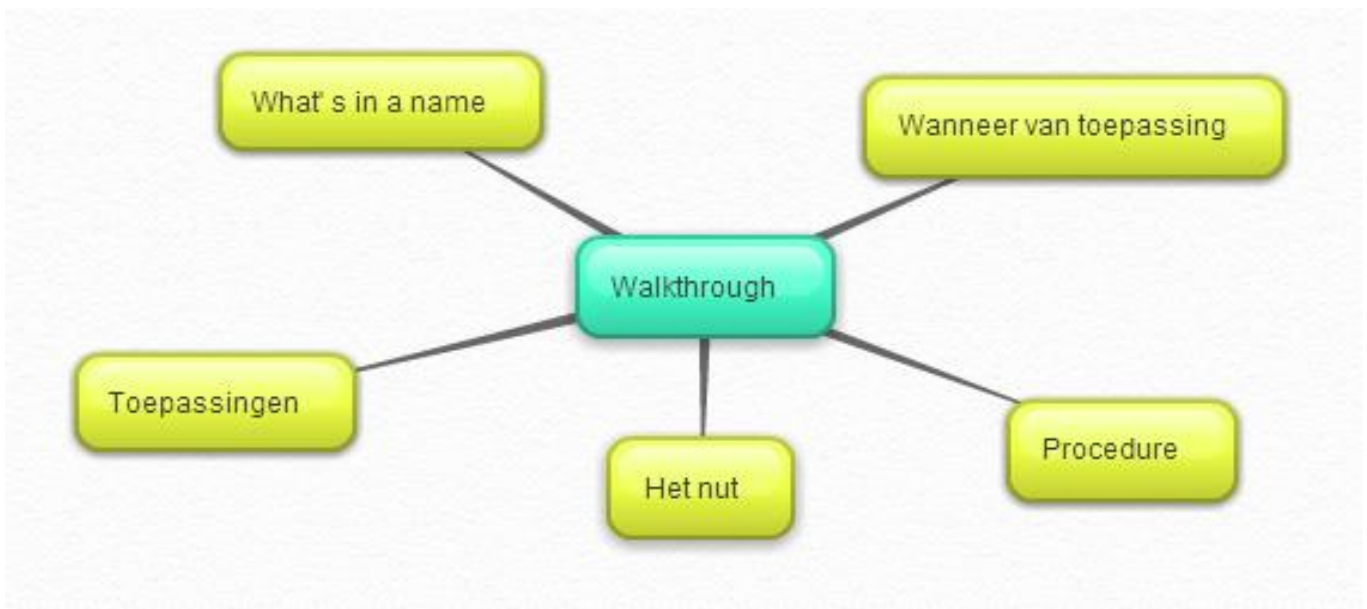 What' s in a name
Wanneer van toepassing
Walkthrough
Toepassingen
Het nut
Procedure